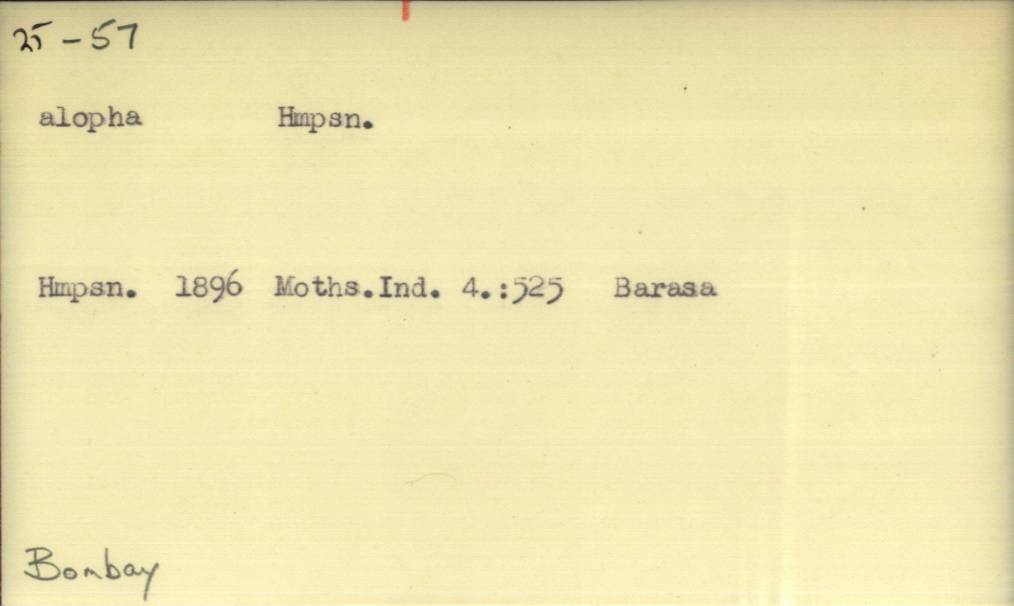 25-57
alopha Hmpsn.
Hmpsn. 1896 Moths.Ind. 4.:525 Barasa
Bombay